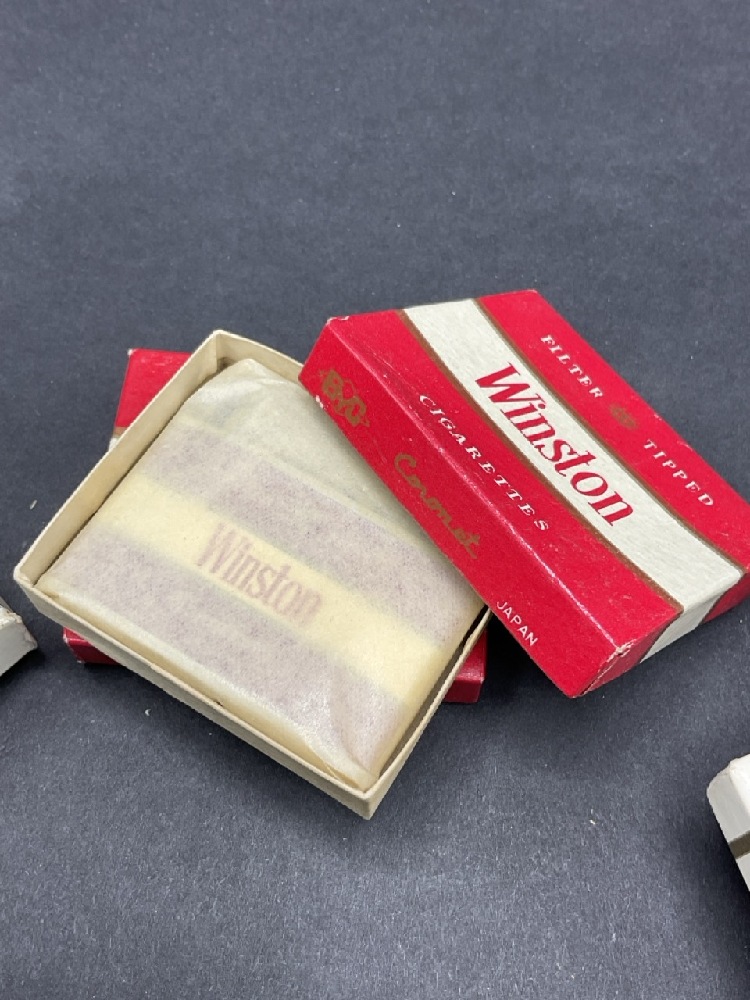 FILTER TIPPED
Winston
CIGARETTES
Coronet
JAPAN
Winston